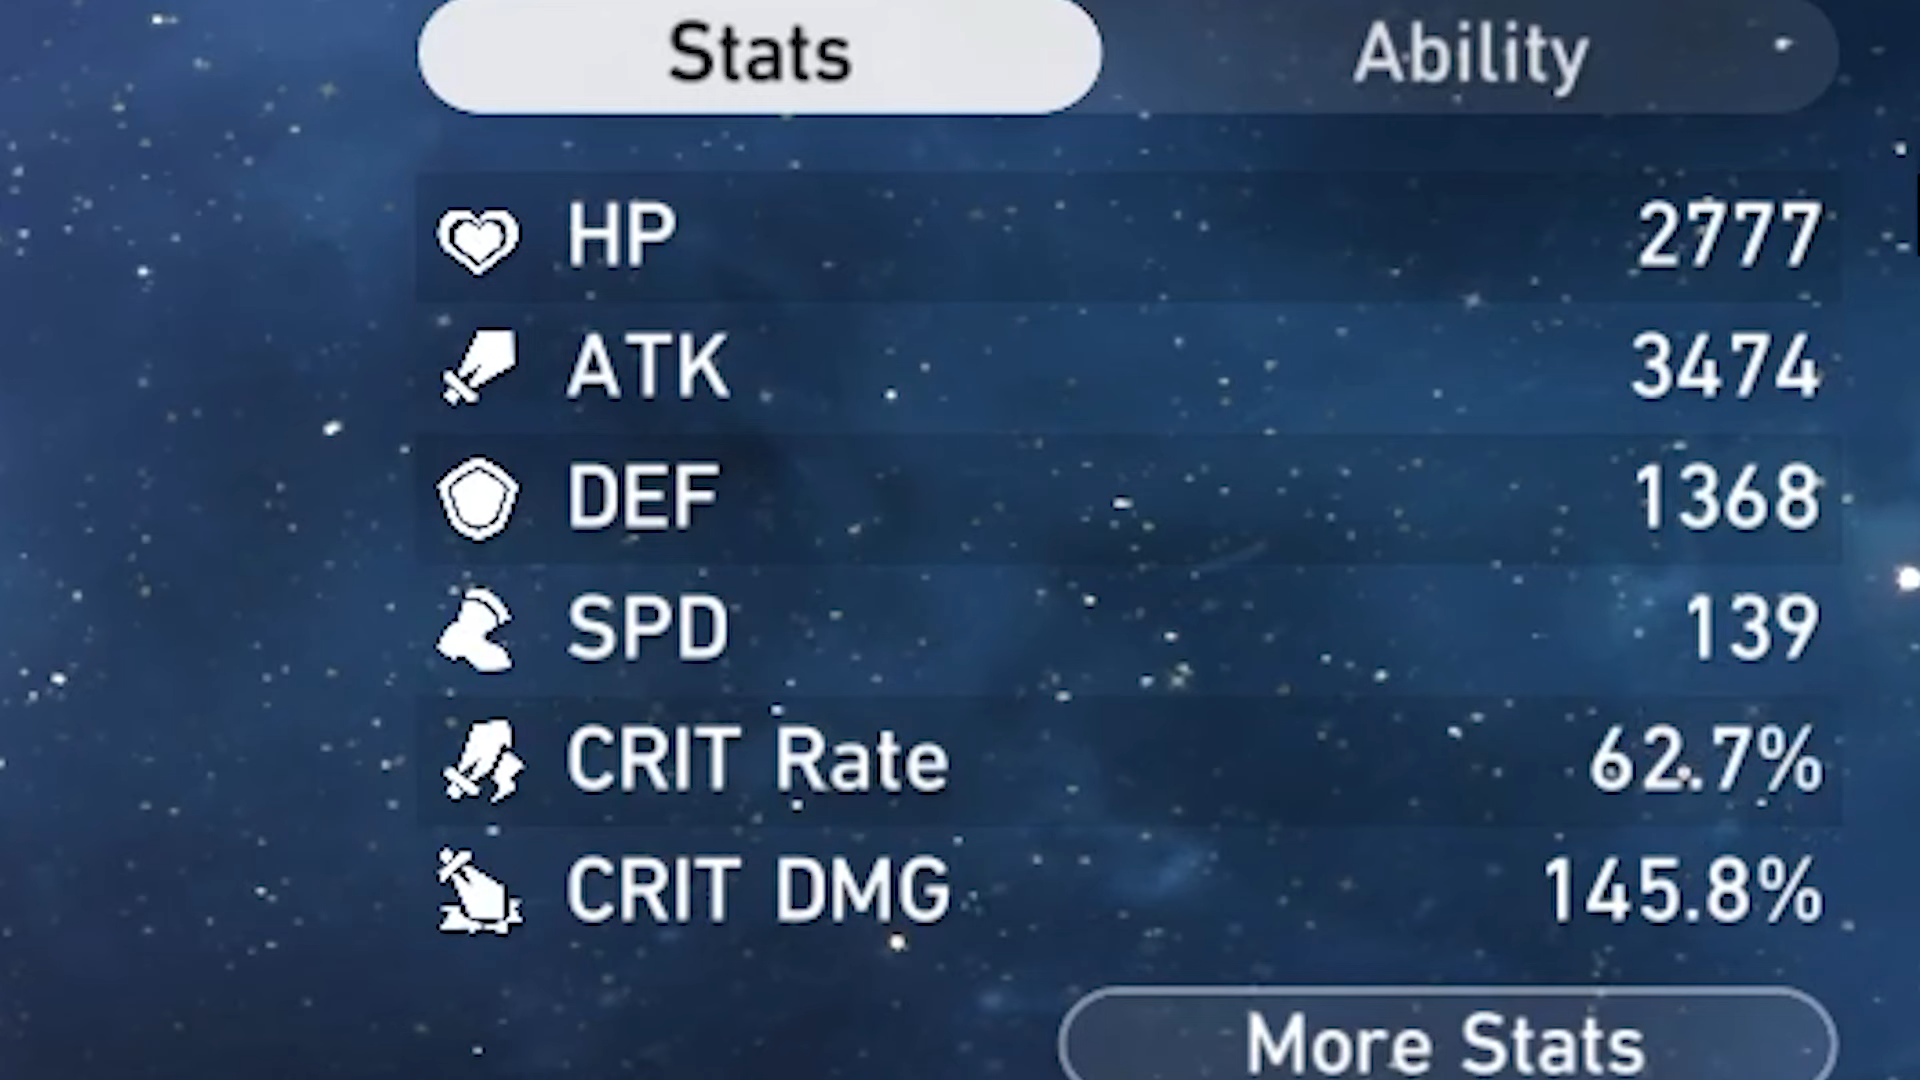 Stats Ability
HP 2777
ATK 3474
DEF 1368
SPD 139
CRIT Rate 62.7%
CRIT DMG 145.8%
More Stats